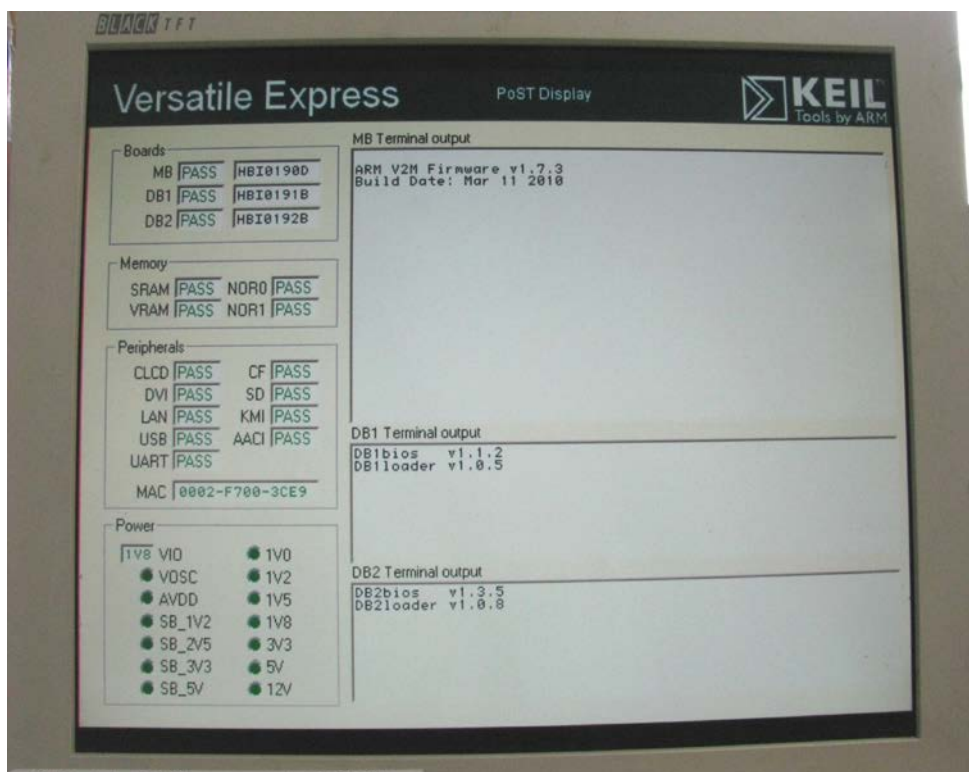 BLACK TFT
Versatile Express
PoST Display
KEIL
Tools by ARM
Boards
MB PASS HBI0190D
DB1 PASS HBI0191B
DB2 PASS HBI0192B
Memory
SRAM PASS NOR0 PASS
VRAM PASS NOR1 PASS
Peripherals
CLCD PASS CF PASS
DVI PASS SD PASS
LAN PASS KMI PASS
USB PASS AACI PASS
UART PASS
MAC 0002-F700-3CE9
Power
1V8 VIO 1V0
VOSC 1V2
AVDD 1V5
SB_1V2 1V8
SB_2V5 3V3
SB_3V3 5V
SB_5V 12V
MB Terminal output
ARM V2M Firmware v1.7.3
Build Date: Mar 11 2010
DB1 Terminal output
DB1bios v1.1.2
DB1loader v1.0.5
DB2 Terminal output
DB2bios v1.3.5
DB2loader v1.0.8